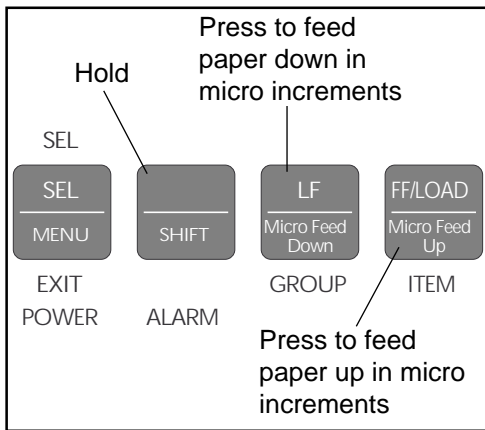 Press to feed
paper down in
micro increments
Hold
SEL
SEL
MENU
SHIFT
LF
Micro Feed
Down
FF/LOAD
Micro Feed
Up
EXIT
GROUP
ITEM
POWER
ALARM
Press to feed
paper up in micro
increments